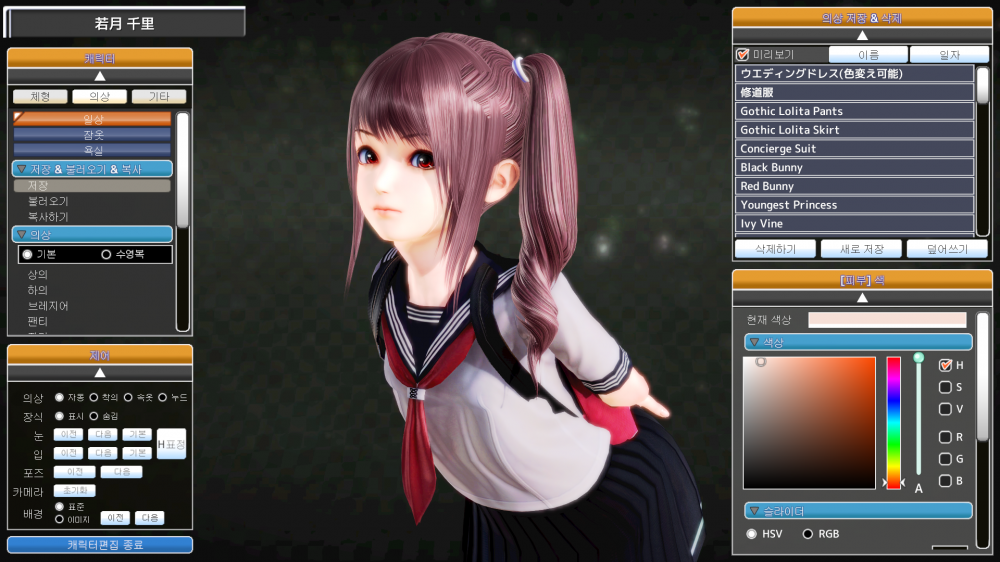 若月 千里
캐릭터
체형 의상 기타
일상
잠옷
욕실
저장 & 불러오기 & 복사
저장
불러오기
복사하기
의상
기본 수영복
상의
하의
브레지어
팬티
제어
의상 자동 착의 속옷 누드
장식 표시 숨김
눈 이전 다음 기본
H표정
입 이전 다음 기본
포즈 이전 다음
카메라 초기화
배경 표준
이미지 이전 다음
캐릭터편집 종료
의상 저장 & 삭제
미리보기 이름 일자
ウエディングドレス(色変え可能)
修道服
Gothic Lolita Pants
Gothic Lolita Skirt
Concierge Suit
Black Bunny
Red Bunny
Youngest Princess
Ivy Vine
삭제하기 새로 저장 덮어쓰기
[피부] 색
현재 색상
색상
H
S
V
R
G
B
A
슬라이더
HSV RGB